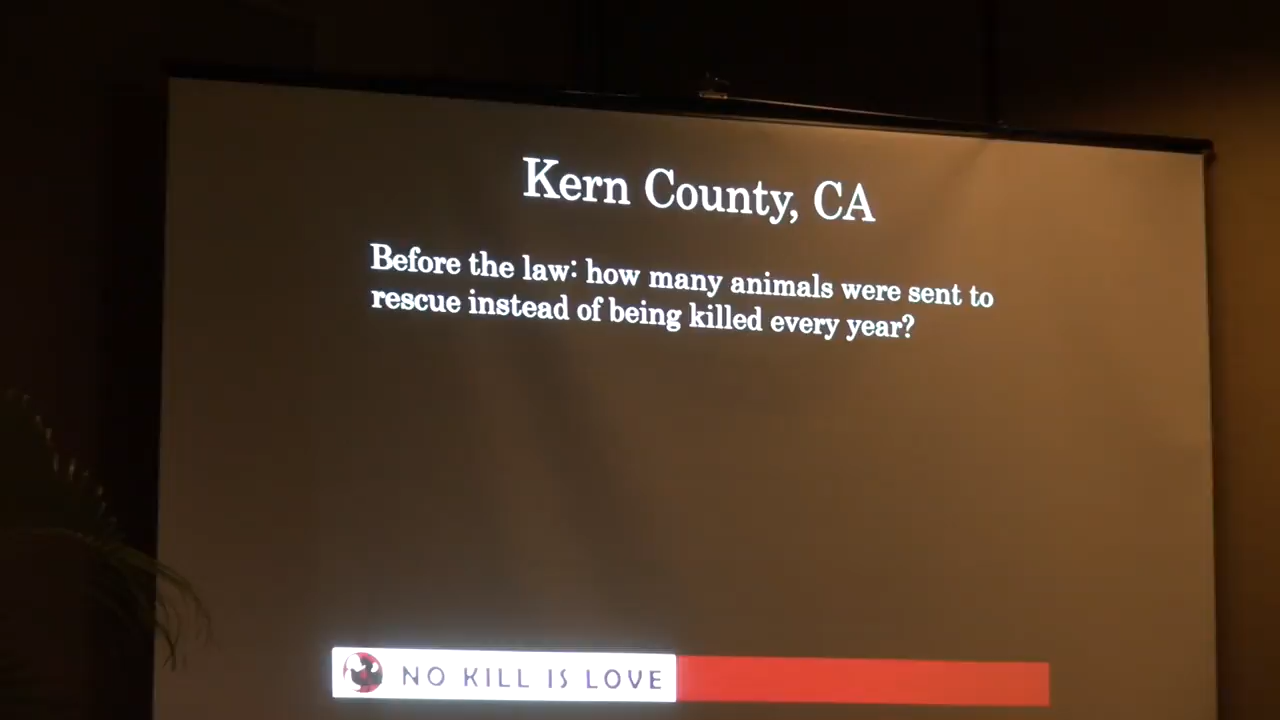 Kern County, CA
Before the law: how many animals were sent to
rescue instead of being killed every year?
NO KILL IS LOVE